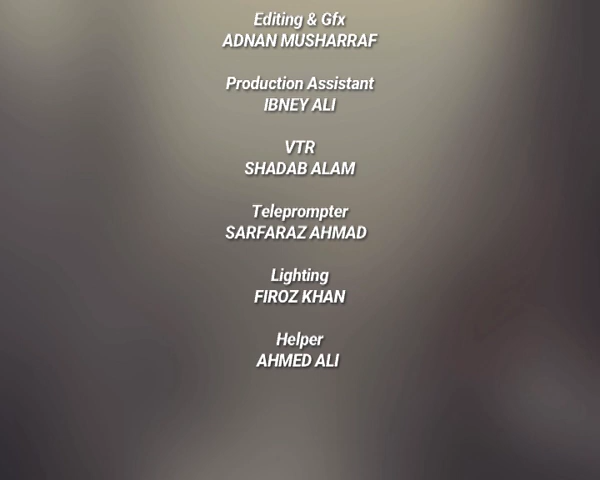 Editing & Gfx
ADNAN MUSHARRAF
Production Assistant
IBNEY ALI
VTR
SHADAB ALAM
Teleprompter
SARFARAZ AHMAD
Lighting
FIROZ KHAN
Helper
AHMED ALI